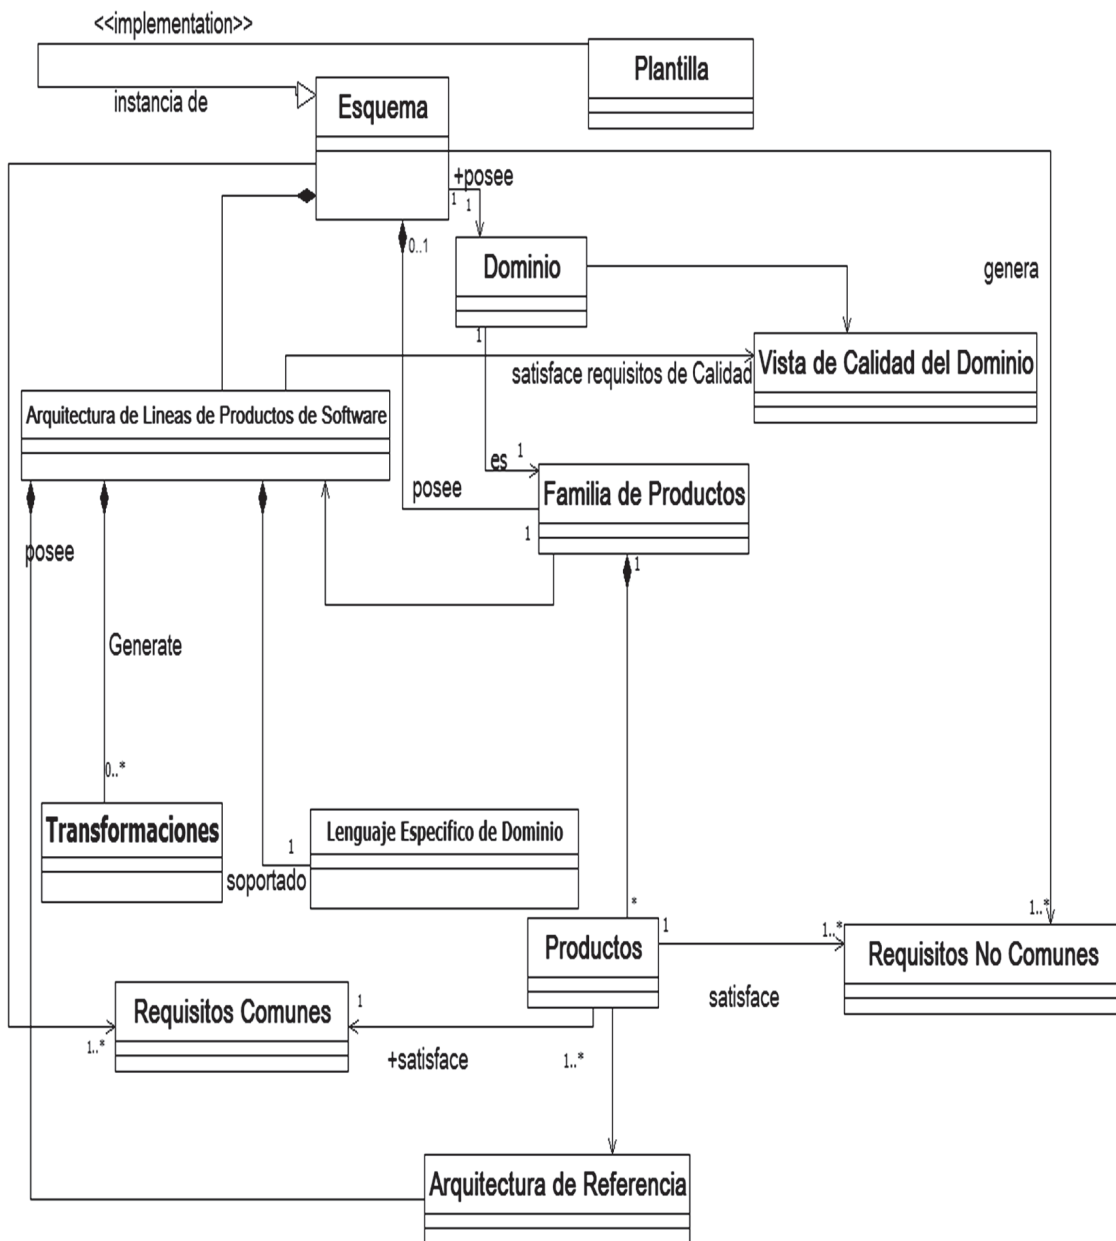 <<implementation>>
Plantilla
instancia de
Esquema
+posee
1
1
0..1
Dominio
genera
1
Vista de Calidad del Dominio
satisface requisitos de Calidad
Arquitectura de Lineas de Productos de Software
es
1
posee
Familia de Productos
1
1
posee
Generate
0..*
Transformaciones
Lenguaje Especifico de Dominio
1
soportado
*
1
1..*
1..*
Productos
Requisitos No Comunes
satisface
Requisitos Comunes
1
1..*
+satisface
1..*
Arquitectura de Referencia